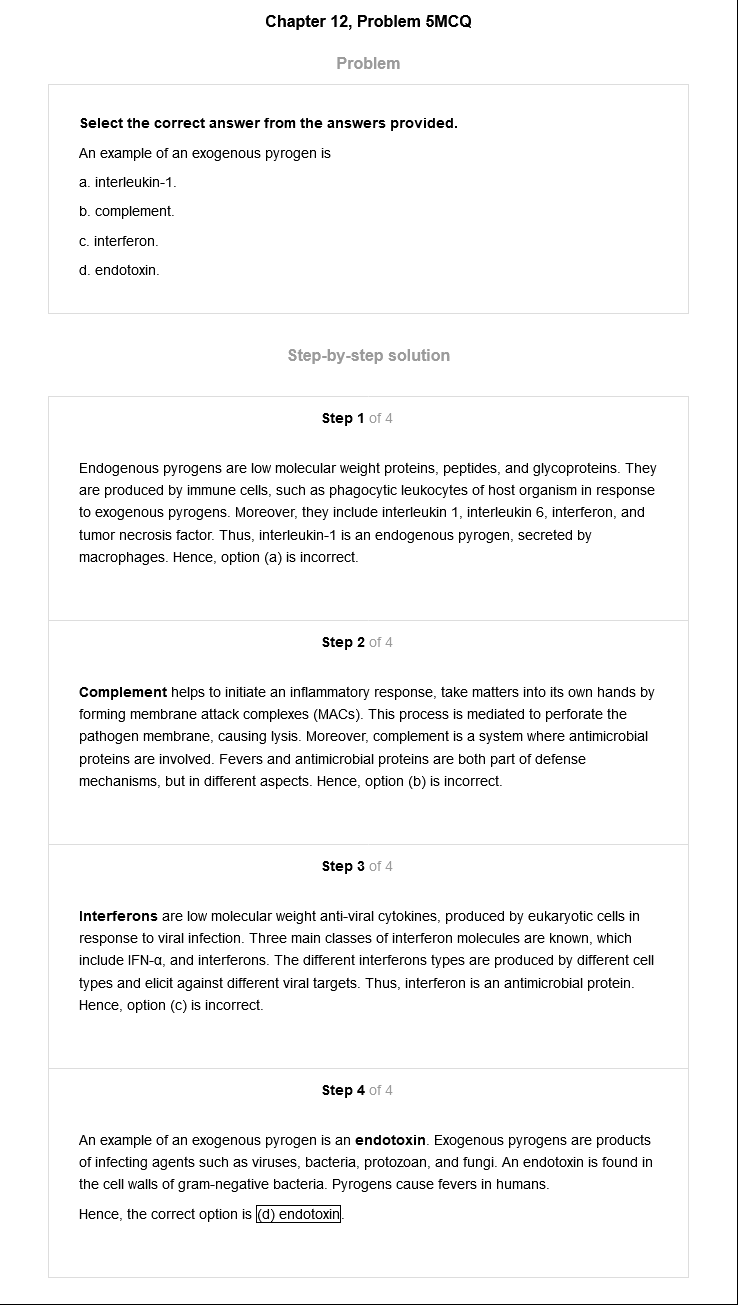 Chapter 12, Problem 5MCQ
Problem
Select the correct answer from the answers provided.
An example of an exogenous pyrogen is
a. interleukin-1.
b. complement.
c. interferon.
d. endotoxin.
Step-by-step solution
Step 1 of 4
Endogenous pyrogens are low molecular weight proteins, peptides, and glycoproteins. They
are produced by immune cells, such as phagocytic leukocytes of host organism in response
to exogenous pyrogens. Moreover, they include interleukin 1, interleukin 6, interferon, and
tumor necrosis factor. Thus, interleukin-1 is an endogenous pyrogen, secreted by
macrophages. Hence, option (a) is incorrect.
Step 2 of 4
Complement helps to initiate an inflammatory response, take matters into its own hands by
forming membrane attack complexes (MACs). This process is mediated to perforate the
pathogen membrane, causing lysis. Moreover, complement is a system where antimicrobial
proteins are involved. Fevers and antimicrobial proteins are both part of defense
mechanisms, but in different aspects. Hence, option (b) is incorrect.
Step 3 of 4
Interferons are low molecular weight anti-viral cytokines, produced by eukaryotic cells in
response to viral infection. Three main classes of interferon molecules are known, which
include IFN-α, and interferons. The different interferons types are produced by different cell
types and elicit against different viral targets. Thus, interferon is an antimicrobial protein.
Hence, option (c) is incorrect.
Step 4 of 4
An example of an exogenous pyrogen is an endotoxin. Exogenous pyrogens are products
of infecting agents such as viruses, bacteria, protozoan, and fungi. An endotoxin is found in
the cell walls of gram-negative bacteria. Pyrogens cause fevers in humans.
Hence, the correct option is (d) endotoxin.